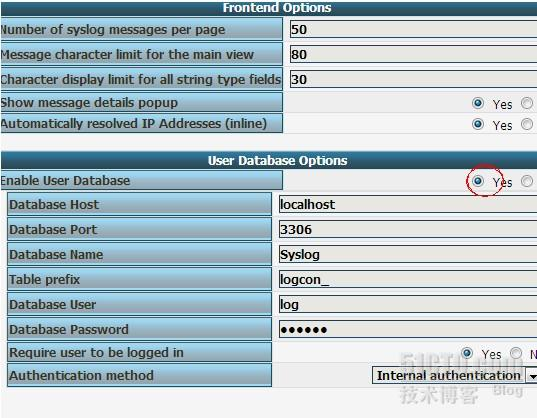 Frontend Options
Number of syslog messages per page 50
Message character limit for the main view 80
Character display limit for all string type fields 30
Show message details popup Yes
Automatically resolved IP Addresses (inline) Yes
User Database Options
Enable User Database Yes
Database Host localhost
Database Port 3306
Database Name Syslog
Table prefix logcon_
Database User log
Database Password ••••••
Require user to be logged in Yes N
Authentication method Internal authentication
51CTO.com
技术博客 Blog